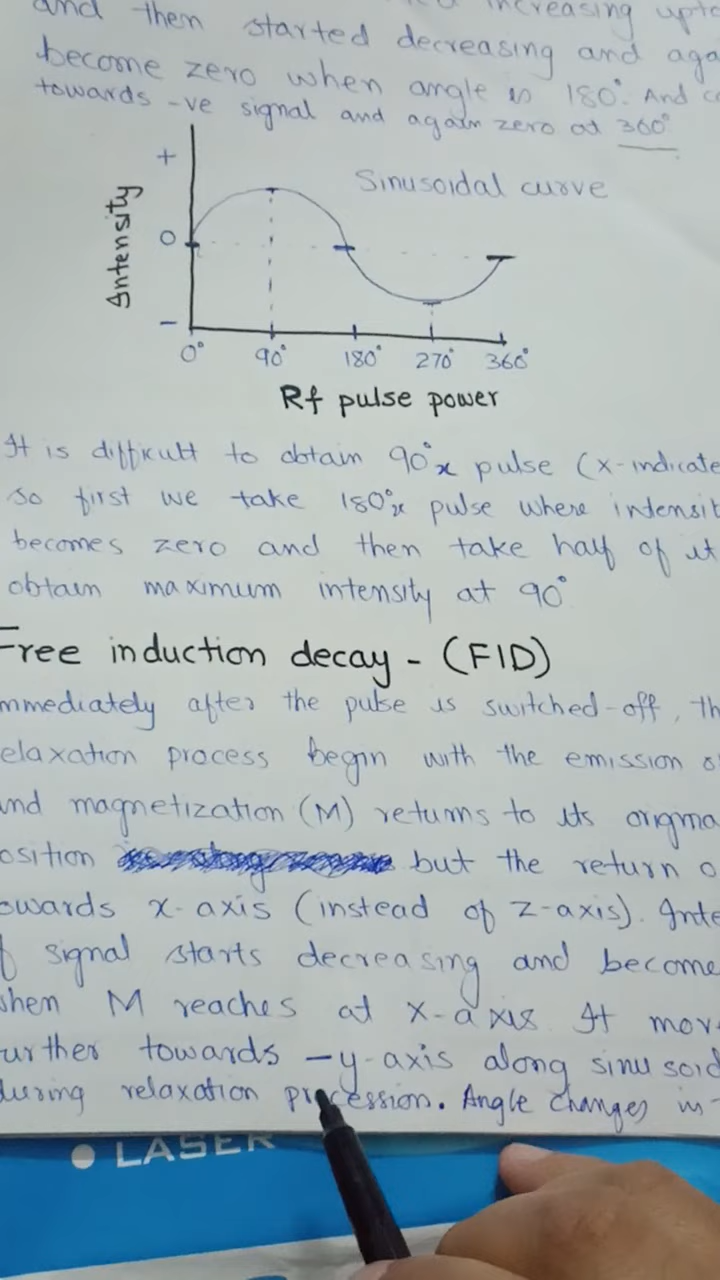 and then started decreasing and aga
become zero when angle is 180°. And c
towards -ve signal and again zero at 360°
+
Sinusoidal curve
Intensity
0
-
0° 90° 180° 270° 360°
Rf pulse power
It is difficult to obtain 90°x pulse (x-indicate
so first we take 180°x pulse where intensit
becomes zero and then take half of it
obtain maximum intensity at 90°
Free induction decay - (FID)
mmediately after the pulse is switched-off, th
elaxation process begin with the emission o
and magnetization (M) returns to its origina
osition but the return o
owards x-axis (instead of z-axis). Inte
f signal starts decreasing and become
when M reaches at x-axis. It mov
urther towards -y-axis along sinusoid
during relaxation precession. Angle changes in-
LASER